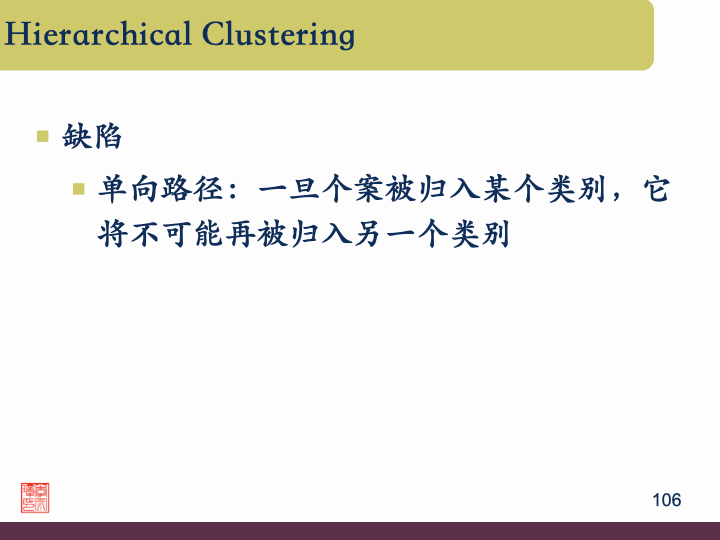 Hierarchical Clustering
缺陷
单向路径：一旦个案被归入某个类别，它
将不可能再被归入另一个类别
106